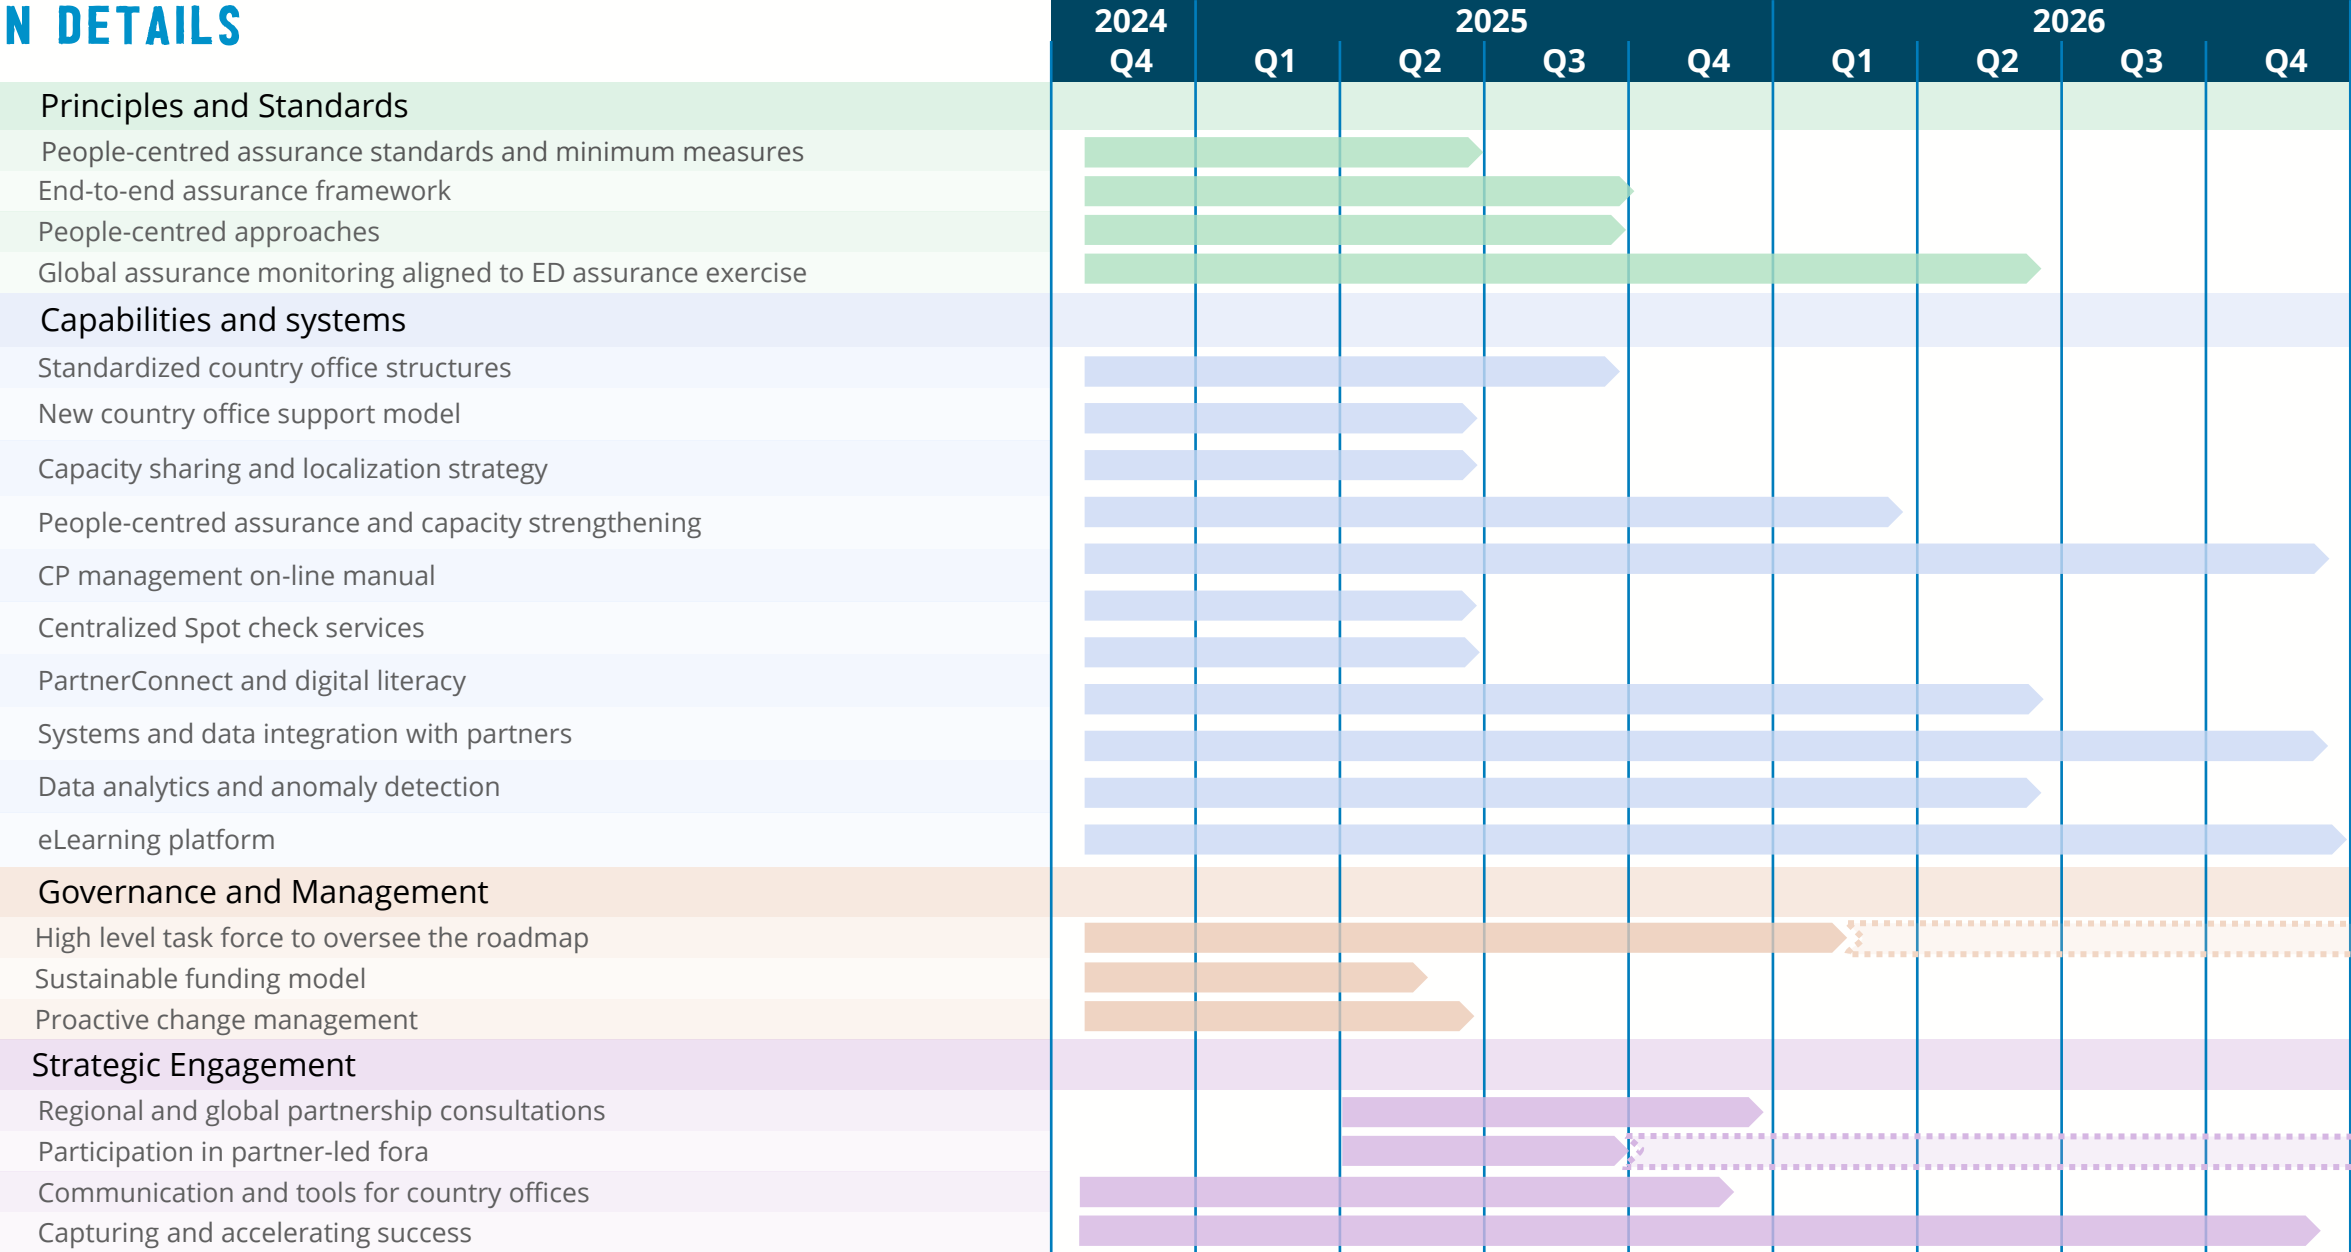 N DETAILS
2024 2025 2026
Q4 Q1 Q2 Q3 Q4 Q1 Q2 Q3 Q4
Principles and Standards
People-centred assurance standards and minimum measures
End-to-end assurance framework
People-centred approaches
Global assurance monitoring aligned to ED assurance exercise
Capabilities and systems
Standardized country office structures
New country office support model
Capacity sharing and localization strategy
People-centred assurance and capacity strengthening
CP management on-line manual
Centralized Spot check services
PartnerConnect and digital literacy
Systems and data integration with partners
Data analytics and anomaly detection
eLearning platform
Governance and Management
High level task force to oversee the roadmap
Sustainable funding model
Proactive change management
Strategic Engagement
Regional and global partnership consultations
Participation in partner-led fora
Communication and tools for country offices
Capturing and accelerating success